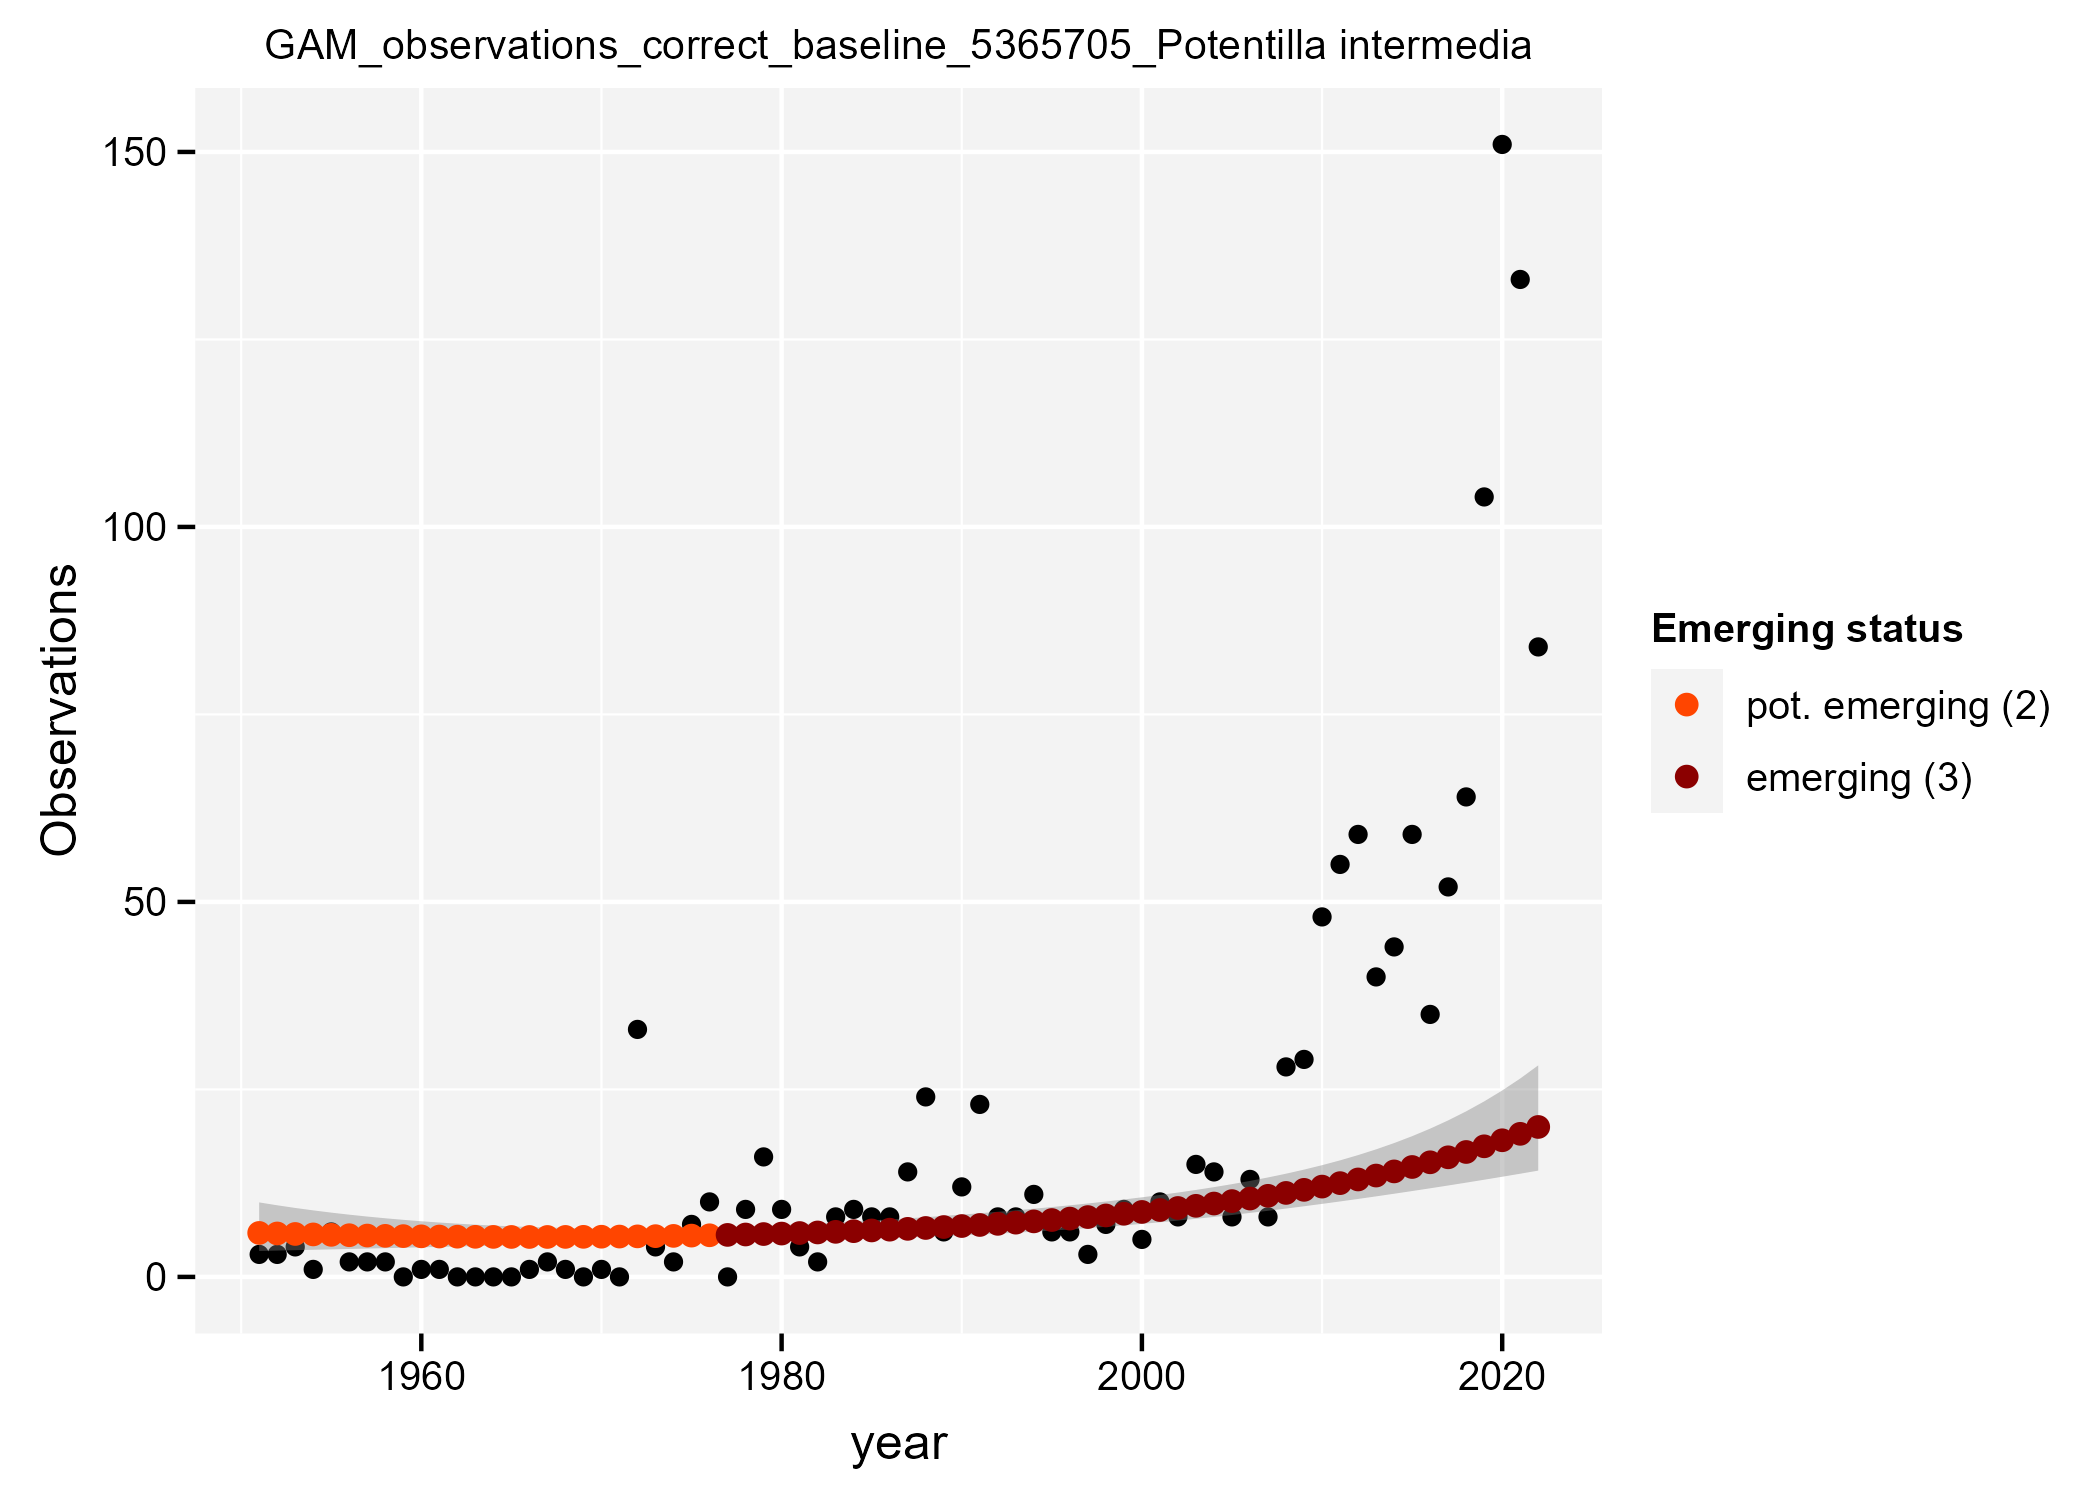 GAM_observations_correct_baseline_5365705_Potentilla intermedia
150
100
50
0
Observations
1960
1980
2000
2020
year
Emerging status
pot. emerging (2)
emerging (3)